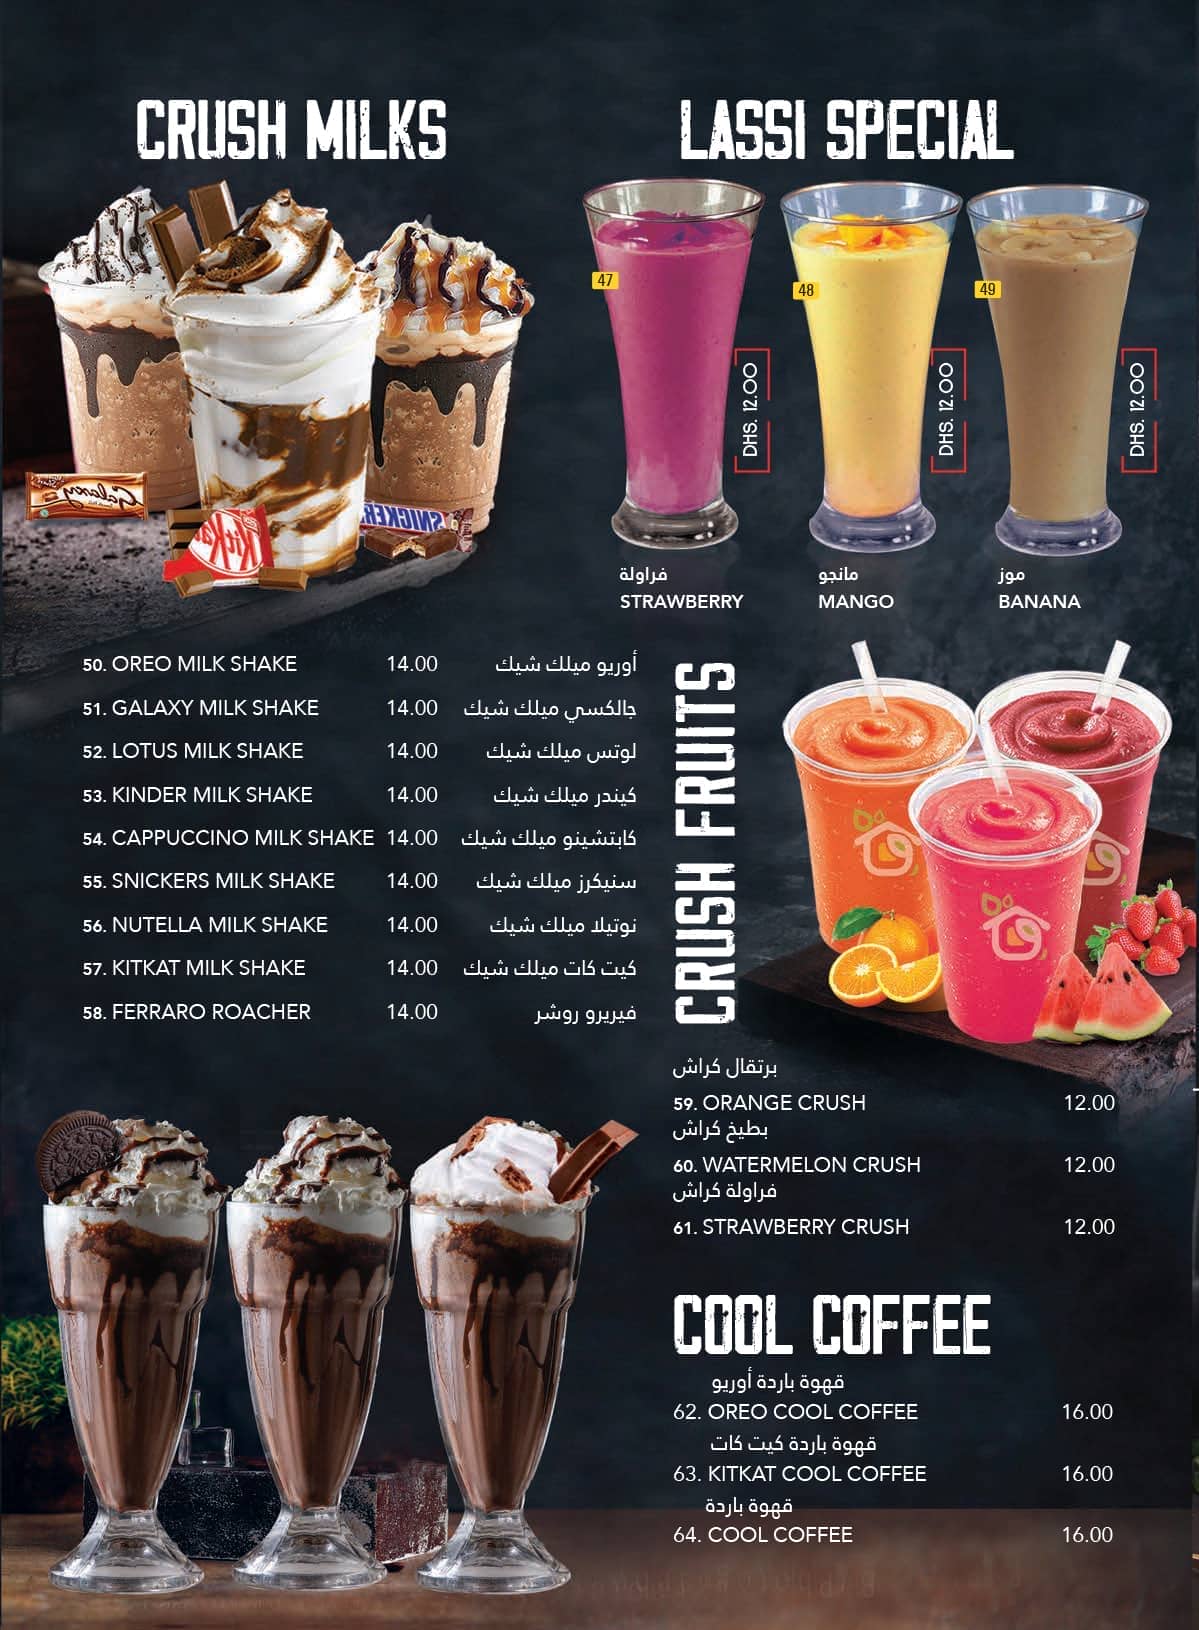 CRUSH MILKS
Galaxy
KitKat
SNICKERS
50. OREO MILK SHAKE 14.00 أوريو ميلك شيك
51. GALAXY MILK SHAKE 14.00 جالكسي ميلك شيك
52. LOTUS MILK SHAKE 14.00 لوتس ميلك شيك
53. KINDER MILK SHAKE 14.00 كيندر ميلك شيك
54. CAPPUCCINO MILK SHAKE 14.00 كابتشينو ميلك شيك
55. SNICKERS MILK SHAKE 14.00 سنيكرز ميلك شيك
56. NUTELLA MILK SHAKE 14.00 نوتيلا ميلك شيك
57. KITKAT MILK SHAKE 14.00 كيت كات ميلك شيك
58. FERRARO ROACHER 14.00 فيريرو روشر
LASSI SPECIAL
47
DHS. 12.00
فراولة
STRAWBERRY
48
DHS. 12.00
مانجو
MANGO
49
DHS. 12.00
موز
BANANA
CRUSH FRUITS
برتقال كراش
59. ORANGE CRUSH 12.00
بطيخ كراش
60. WATERMELON CRUSH 12.00
فراولة كراش
61. STRAWBERRY CRUSH 12.00
COOL COFFEE
قهوة باردة أوريو
62. OREO COOL COFFEE 16.00
قهوة باردة كيت كات
63. KITKAT COOL COFFEE 16.00
قهوة باردة
64. COOL COFFEE 16.00